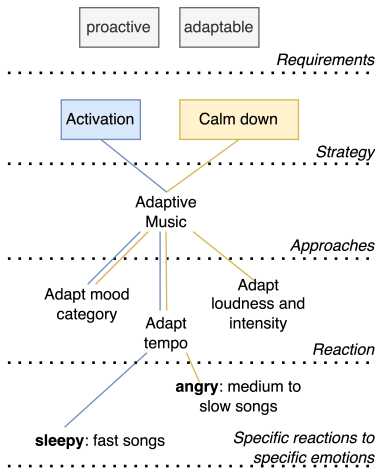 proactive
adaptable
Requirements
Activation
Calm down
Strategy
Adaptive
Music
Approaches
Adapt mood
category
Adapt
loudness and
intensity
Adapt
tempo
Reaction
angry: medium to
slow songs
sleepy: fast songs
Specific reactions to
specific emotions